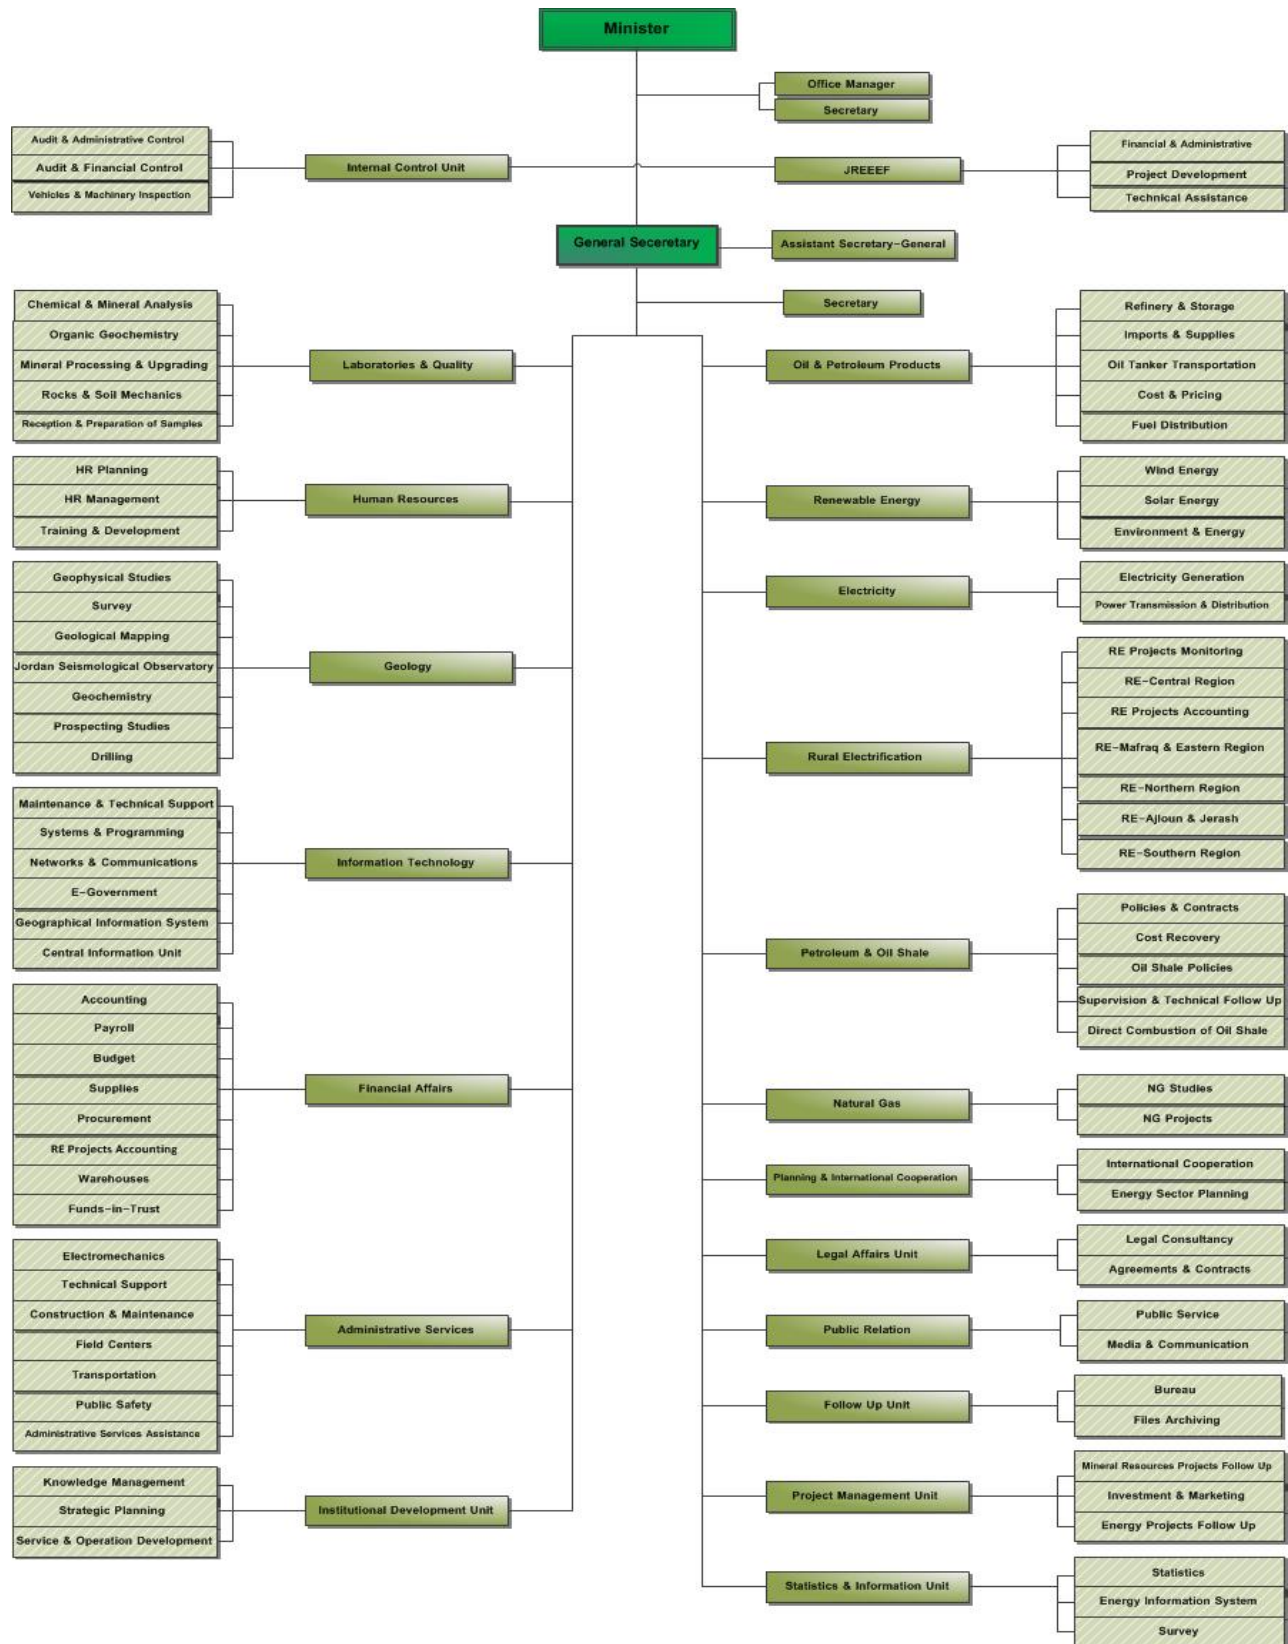 Minister
Office Manager
Secretary
Audit & Administrative Control
Audit & Financial Control
Vehicles & Machinery Inspection
Internal Control Unit
JREEEF
Financial & Administrative
Project Development
Technical Assistance
General Seceretary
Assistant Secretary-General
Secretary
Chemical & Mineral Analysis
Organic Geochemistry
Mineral Processing & Upgrading
Rocks & Soil Mechanics
Reception & Preparation of Samples
Laboratories & Quality
HR Planning
HR Management
Training & Development
Human Resources
Geophysical Studies
Survey
Geological Mapping
Jordan Seismological Observatory
Geochemistry
Prospecting Studies
Drilling
Geology
Maintenance & Technical Support
Systems & Programming
Networks & Communications
E-Government
Geographical Information System
Central Information Unit
Information Technology
Accounting
Payroll
Budget
Supplies
Procurement
RE Projects Accounting
Warehouses
Funds-in-Trust
Financial Affairs
Electromechanics
Technical Support
Construction & Maintenance
Field Centers
Transportation
Public Safety
Administrative Services Assistance
Administrative Services
Knowledge Management
Strategic Planning
Service & Operation Development
Institutional Development Unit
Oil & Petroleum Products
Refinery & Storage
Imports & Supplies
Oil Tanker Transportation
Cost & Pricing
Fuel Distribution
Renewable Energy
Wind Energy
Solar Energy
Environment & Energy
Electricity
Electricity Generation
Power Transmission & Distribution
Rural Electrification
RE Projects Monitoring
RE-Central Region
RE Projects Accounting
RE-Mafraq & Eastern Region
RE-Northern Region
RE-Ajloun & Jerash
RE-Southern Region
Petroleum & Oil Shale
Policies & Contracts
Cost Recovery
Oil Shale Policies
Supervision & Technical Follow Up
Direct Combustion of Oil Shale
Natural Gas
NG Studies
NG Projects
Planning & International Cooperation
International Cooperation
Energy Sector Planning
Legal Affairs Unit
Legal Consultancy
Agreements & Contracts
Public Relation
Public Service
Media & Communication
Follow Up Unit
Bureau
Files Archiving
Project Management Unit
Mineral Resources Projects Follow Up
Investment & Marketing
Energy Projects Follow Up
Statistics & Information Unit
Statistics
Energy Information System
Survey